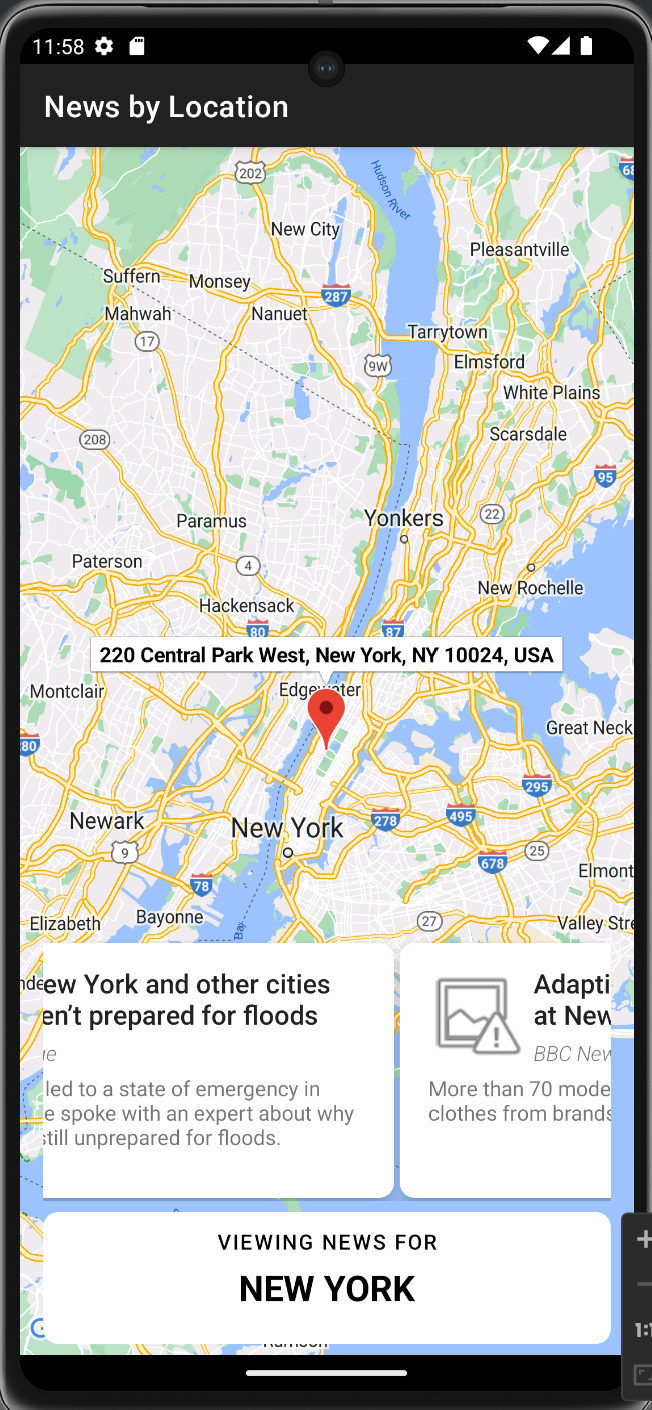 11:58
News by Location
202
Hudson River
68
New City
Pleasantville
Suffern
Monsey
287
Mahwah
Nanuet
17
Tarrytown
9W
Elmsford
White Plains
208
Scarsdale
95
Paramus
Yonkers
22
Paterson
4
New Rochelle
Hackensack
80
87
220 Central Park West, New York, NY 10024, USA
Montclair
Edgewater
Great Neck
80
295
Newark
New York
278
495
9
678
25
Elmont
78
Bayonne
Elizabeth
27
Valley Stre
Bay
ew York and other cities
en't prepared for floods
led to a state of emergency in
e spoke with an expert about why
still unprepared for floods.
Adapti
at New
BBC New
More than 70 mode
clothes from brands
VIEWING NEWS FOR
NEW YORK
1:1